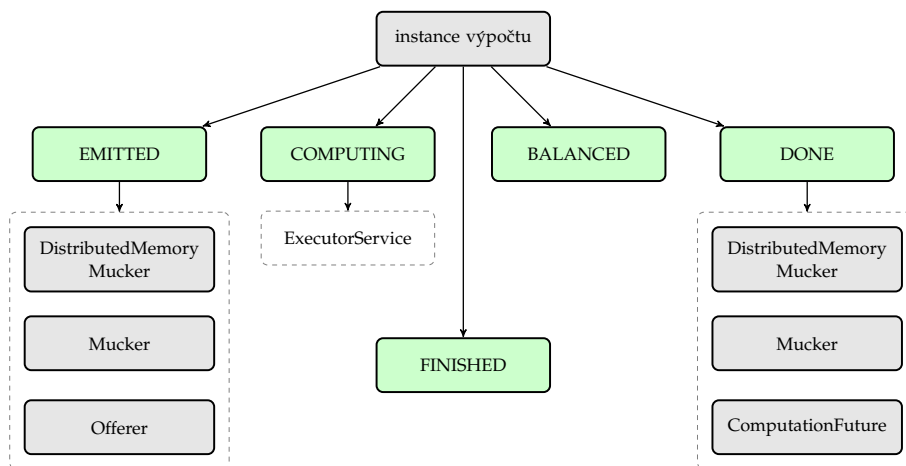 instance výpočtu
EMITTED
COMPUTING
BALANCED
DONE
DistributedMemory
Mucker
Mucker
Offerer
ExecutorService
FINISHED
DistributedMemory
Mucker
Mucker
ComputationFuture